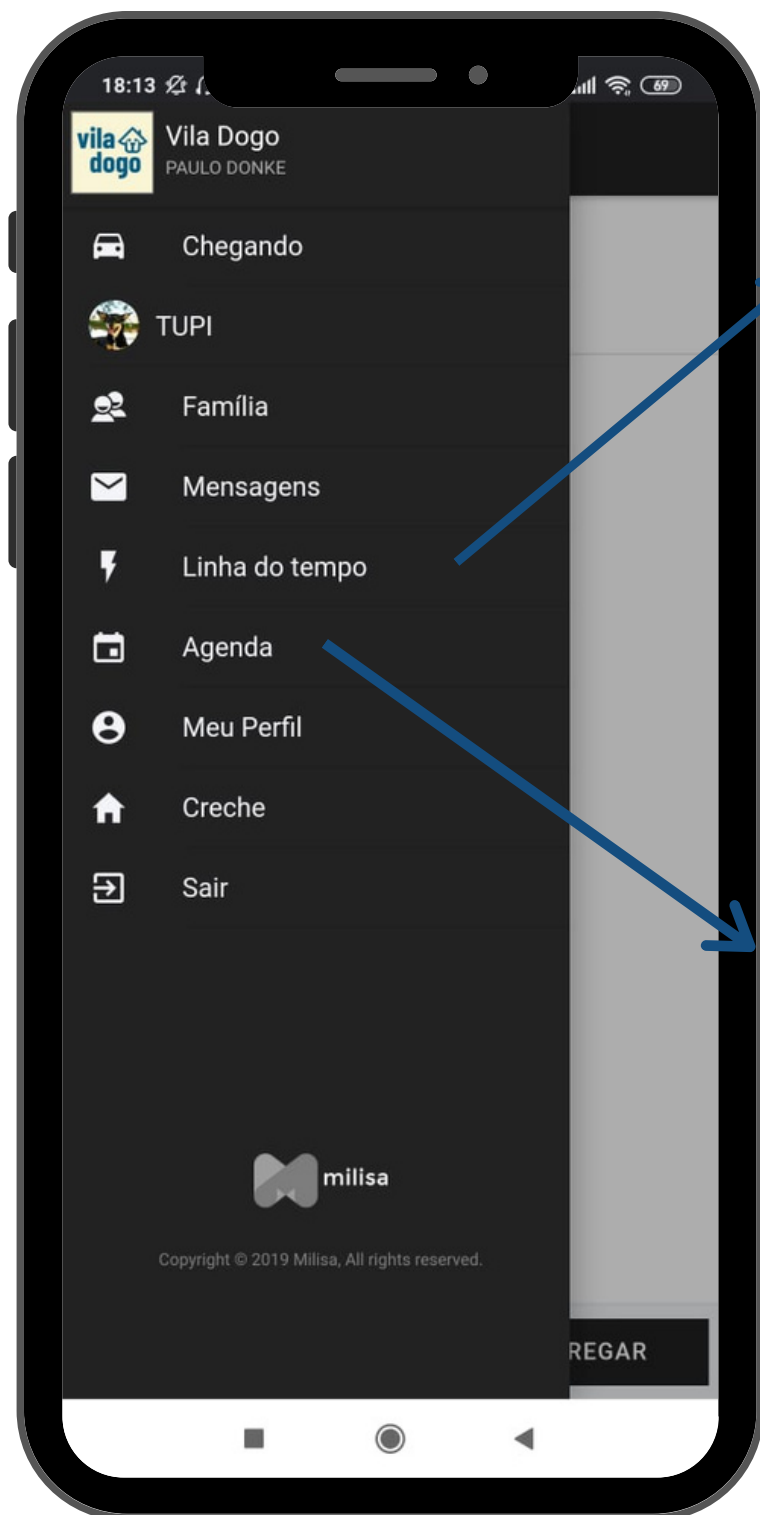 18:13
69
vila
dogo
Vila Dogo
PAULO DONKE
Chegando
TUPI
Família
Mensagens
Linha do tempo
Agenda
Meu Perfil
Creche
Sair
milisa
Copyright © 2019 Milisa, All rights reserved.
REGAR